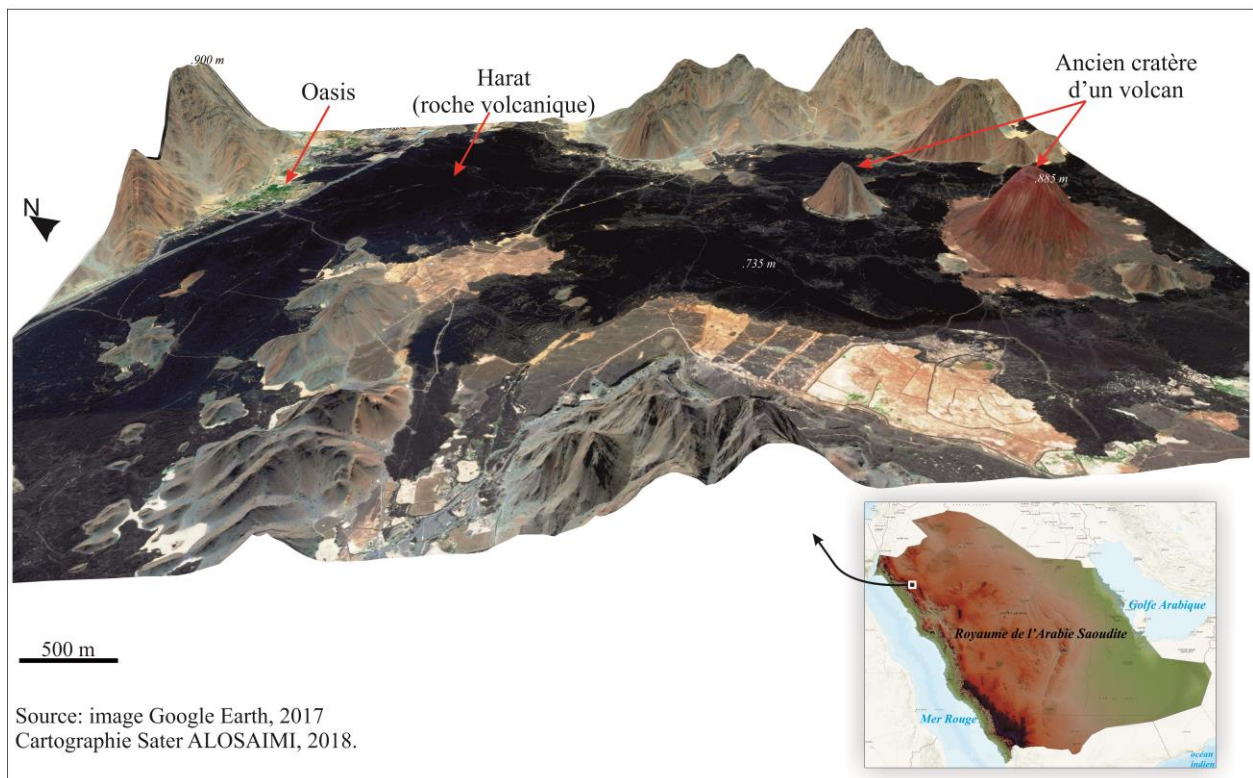 .900 m
Oasis
Harat
(roche volcanique)
Ancien cratère
d'un volcan
.885 m
N
.735 m
500 m
Golfe Arabique
Royaume de l'Arabie Saoudite
Mer Rouge
océan
indien
Source: image Google Earth, 2017
Cartographie Sater ALOSAIMI, 2018.